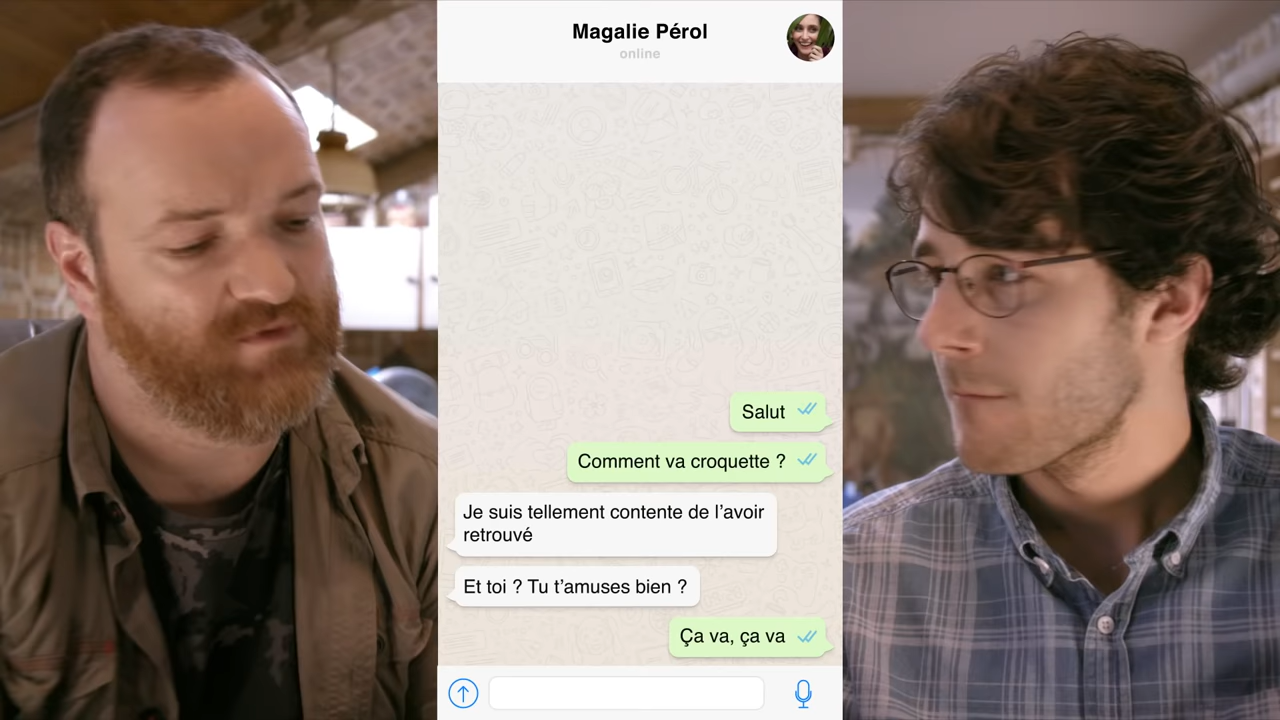 Magalie Pérol
online
Salut
Comment va croquette ?
Je suis tellement contente de l’avoir
retrouvé
Et toi ? Tu t’amuses bien ?
Ça va, ça va